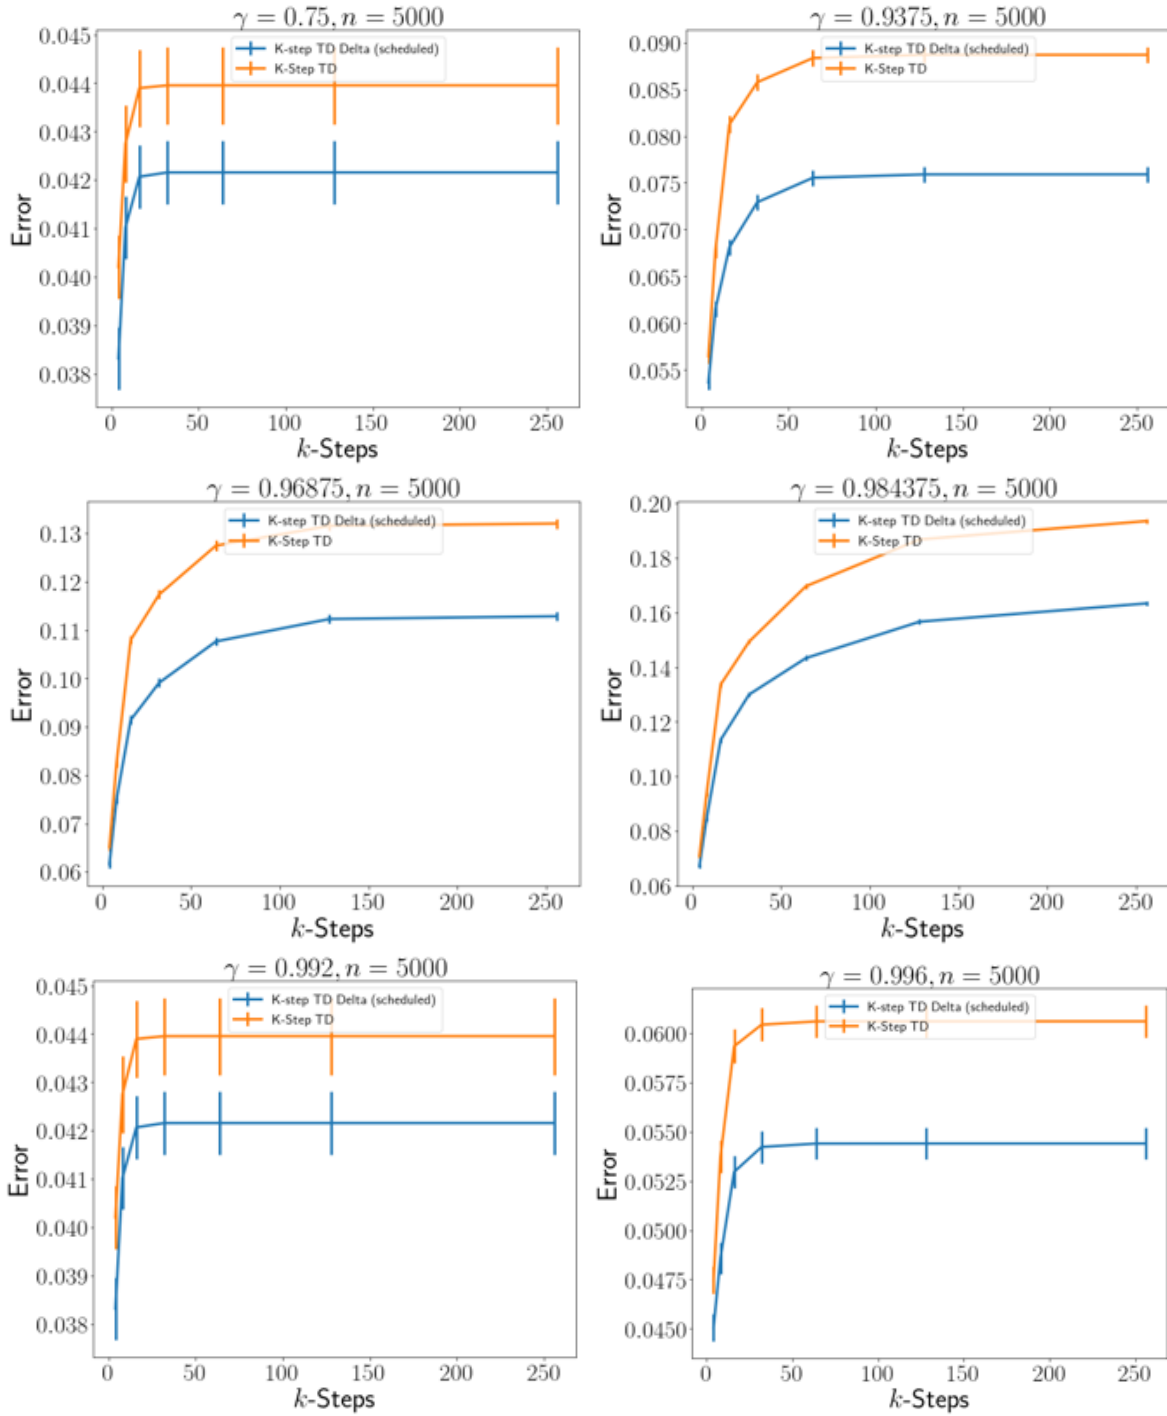 γ = 0.75, n = 5000
0.045
0.044
0.043
0.042
0.041
0.040
0.039
0.038
Error
K-step TD Delta (scheduled)
K-Step TD
0 50 100 150 200 250
k-Steps
γ = 0.9375, n = 5000
0.090
0.085
0.080
0.075
0.070
0.065
0.060
0.055
Error
K-step TD Delta (scheduled)
K-Step TD
0 50 100 150 200 250
k-Steps
γ = 0.96875, n = 5000
0.13
0.12
0.11
0.10
0.09
0.08
0.07
0.06
Error
K-step TD Delta (scheduled)
K-Step TD
0 50 100 150 200 250
k-Steps
γ = 0.984375, n = 5000
0.20
0.18
0.16
0.14
0.12
0.10
0.08
0.06
Error
K-step TD Delta (scheduled)
K-Step TD
0 50 100 150 200 250
k-Steps
γ = 0.992, n = 5000
0.045
0.044
0.043
0.042
0.041
0.040
0.039
0.038
Error
K-step TD Delta (scheduled)
K-Step TD
0 50 100 150 200 250
k-Steps
γ = 0.996, n = 5000
0.0600
0.0575
0.0550
0.0525
0.0500
0.0475
0.0450
Error
K-step TD Delta (scheduled)
K-Step TD
0 50 100 150 200 250
k-Steps